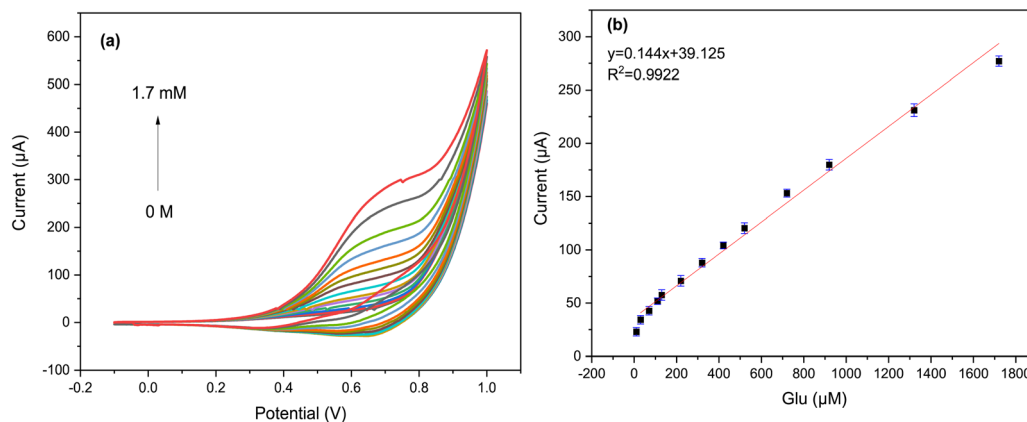 (a)
600
500
400
300
200
100
0
-100
1.7 mM
0 M
Current (µA)
-0.2 0.0 0.2 0.4 0.6 0.8 1.0
Potential (V)
(b)
y=0.144x+39.125
R²=0.9922
300
250
200
150
100
50
0
Current (µA)
-200 0 200 400 600 800 1000 1200 1400 1600 1800
Glu (µM)